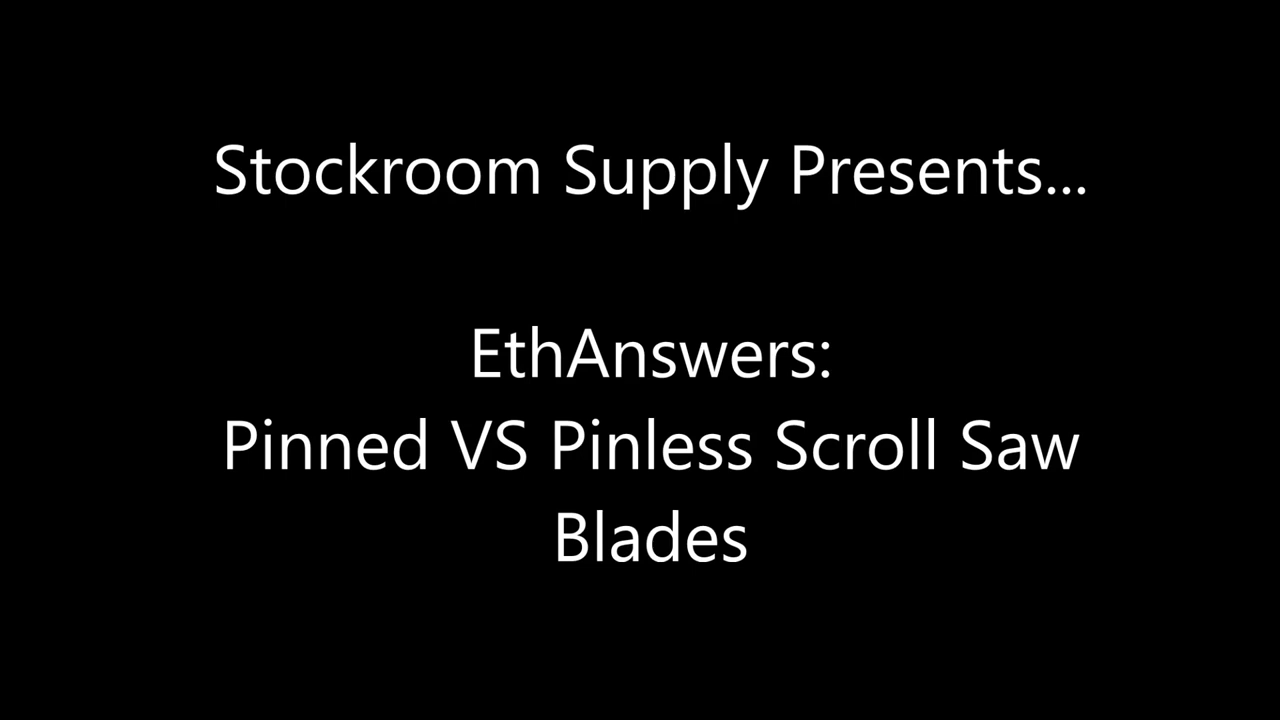 Stockroom Supply Presents...
EthAnswers:
Pinned VS Pinless Scroll Saw
Blades